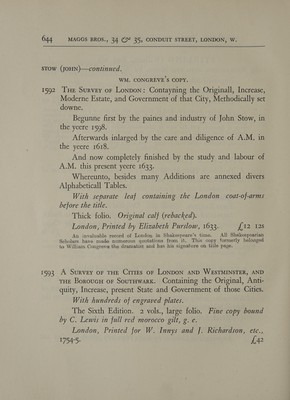 644 MAGGS BROS., 34 & 35, CONDUIT STREET, LONDON, W.
STOW (JOHN)—continued.
WM. CONGREVE'S COPY.
1592 THE SURVEY OF LONDON: Contayning the Originall, Increase,
Moderne Estate, and Government of that City, Methodically set
downe.
Begunne first by the paines and industry of John Stow, in
the yeere 1598.
Afterwards inlarged by the care and diligence of A.M. in
the yeere 1618.
And now completely finished by the study and labour of
A.M. this present yeere 1633.
Whereunto, besides many Additions are annexed divers
Alphabeticall Tables.
With separate leaf containing the London coat-of-arms
before the title.
Thick folio. Original calf (rebacked).
London, Printed by Elizabeth Purslow, 1633. £12 12s
An invaluable record of London in Shakespeare's time. All Shakespearian
Scholars have made numerous quotations from it. This copy formerly belonged
to William Congreve the dramatist and has his signature on title page.
1593 A SURVEY OF THE CITIES OF LONDON AND WESTMINSTER, AND
THE BOROUGH OF SOUTHWARK. Containing the Original, Anti-
quity, Increase, present State and Government of those Cities.
With hundreds of engraved plates.
The Sixth Edition. 2 vols., large folio. Fine copy bound
by C. Lewis in full red morocco gilt, g. e.
London, Printed for W. Innys and J. Richardson, etc.,
1754-5. £42